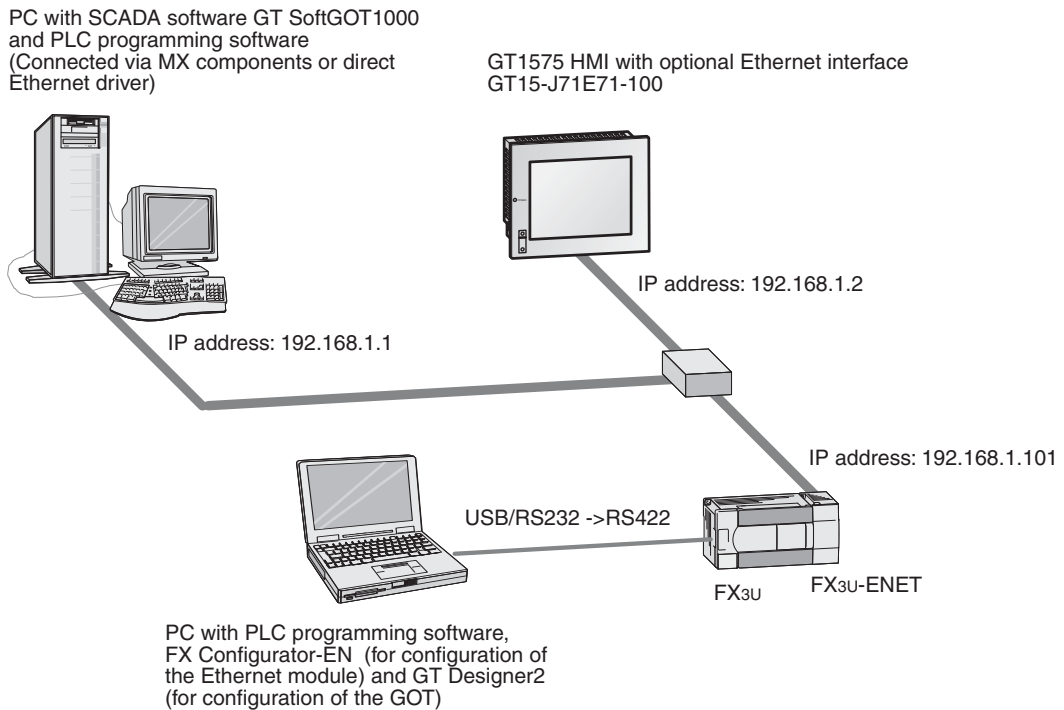 PC with SCADA software GT SoftGOT1000
and PLC programming software
(Connected via MX components or direct
Ethernet driver)
GT1575 HMI with optional Ethernet interface
GT15-J71E71-100
IP address: 192.168.1.2
IP address: 192.168.1.1
IP address: 192.168.1.101
USB/RS232 ->RS422
FX3U
FX3U-ENET
PC with PLC programming software,
FX Configurator-EN (for configuration of
the Ethernet module) and GT Designer2
(for configuration of the GOT)